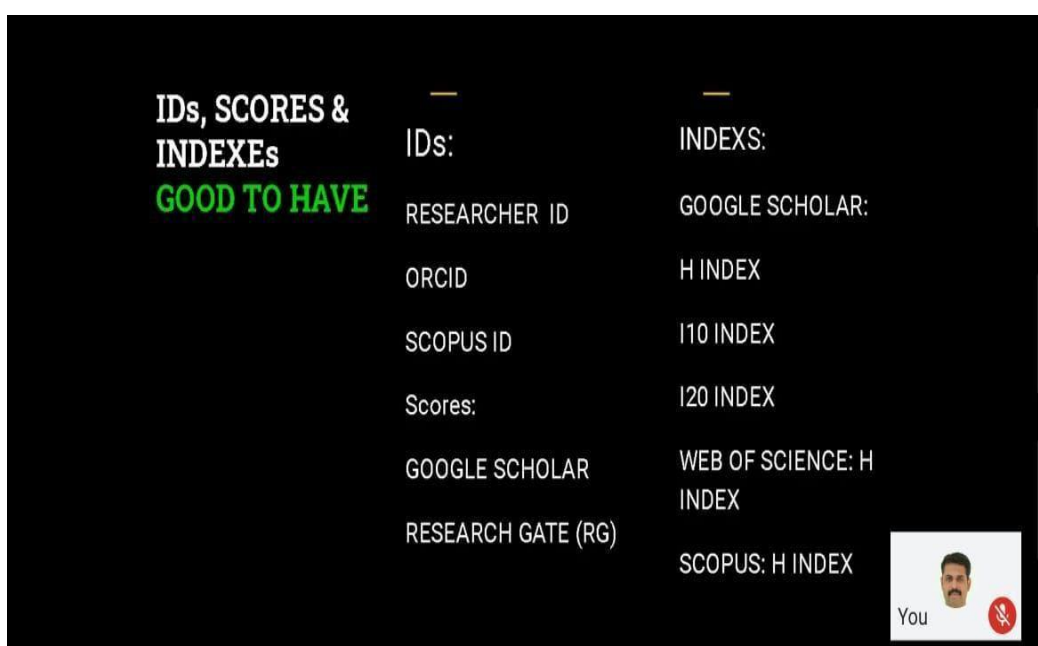 IDs, SCORES &
INDEXEs
GOOD TO HAVE
IDs:
RESEARCHER ID
ORCID
SCOPUS ID
Scores:
GOOGLE SCHOLAR
RESEARCH GATE (RG)
INDEXS:
GOOGLE SCHOLAR:
H INDEX
I10 INDEX
I20 INDEX
WEB OF SCIENCE: H
INDEX
SCOPUS: H INDEX
You